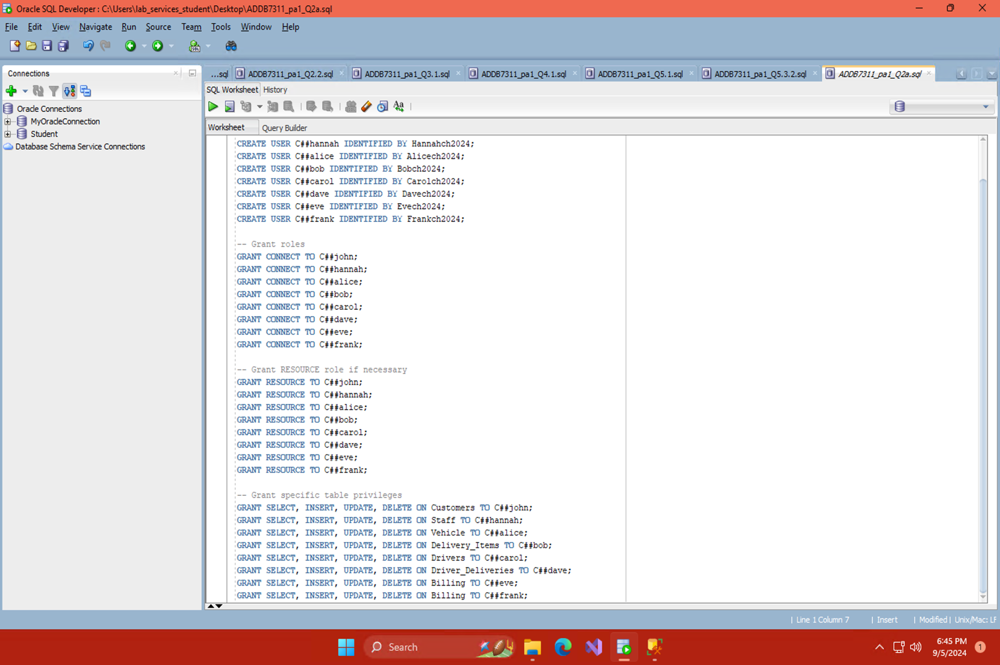 Oracle SQL Developer : C:\Users\lab_services_student\Desktop\ADDB7311_pa1_Q2a.sql
File Edit View Navigate Run Source Team Tools Window Help
SQL
Connections
...sql ADDB7311_pa1_Q2.2.sql ADDB7311_pa1_Q3.1.sql ADDB7311_pa1_Q4.1.sql ADDB7311_pa1_Q5.1.sql ADDB7311_pa1_Q5.3.2.sql ADDB7311_pa1_Q2a.sql
SQL Worksheet History
Aa
Oracle Connections
MyOracleConnection
Student
Database Schema Service Connections
Worksheet Query Builder
CREATE USER C##hannah IDENTIFIED BY Hannahch2024;
CREATE USER C##alice IDENTIFIED BY Alicech2024;
CREATE USER C##bob IDENTIFIED BY Bobch2024;
CREATE USER C##carol IDENTIFIED BY Carolch2024;
CREATE USER C##dave IDENTIFIED BY Davech2024;
CREATE USER C##eve IDENTIFIED BY Evech2024;
CREATE USER C##frank IDENTIFIED BY Frankch2024;
-- Grant roles
GRANT CONNECT TO C##john;
GRANT CONNECT TO C##hannah;
GRANT CONNECT TO C##alice;
GRANT CONNECT TO C##bob;
GRANT CONNECT TO C##carol;
GRANT CONNECT TO C##dave;
GRANT CONNECT TO C##eve;
GRANT CONNECT TO C##frank;
-- Grant RESOURCE role if necessary
GRANT RESOURCE TO C##john;
GRANT RESOURCE TO C##hannah;
GRANT RESOURCE TO C##alice;
GRANT RESOURCE TO C##bob;
GRANT RESOURCE TO C##carol;
GRANT RESOURCE TO C##dave;
GRANT RESOURCE TO C##eve;
GRANT RESOURCE TO C##frank;
-- Grant specific table privileges
GRANT SELECT, INSERT, UPDATE, DELETE ON Customers TO C##john;
GRANT SELECT, INSERT, UPDATE, DELETE ON Staff TO C##hannah;
GRANT SELECT, INSERT, UPDATE, DELETE ON Vehicle TO C##alice;
GRANT SELECT, INSERT, UPDATE, DELETE ON Delivery_Items TO C##bob;
GRANT SELECT, INSERT, UPDATE, DELETE ON Drivers TO C##carol;
GRANT SELECT, INSERT, UPDATE, DELETE ON Driver_Deliveries TO C##dave;
GRANT SELECT, INSERT, UPDATE, DELETE ON Billing TO C##eve;
GRANT SELECT, INSERT, UPDATE, DELETE ON Billing TO C##frank;
| Line 1 Column 7 | Insert | Modified | Unix/Mac: LF
Search
6:45 PM
9/5/2024
1